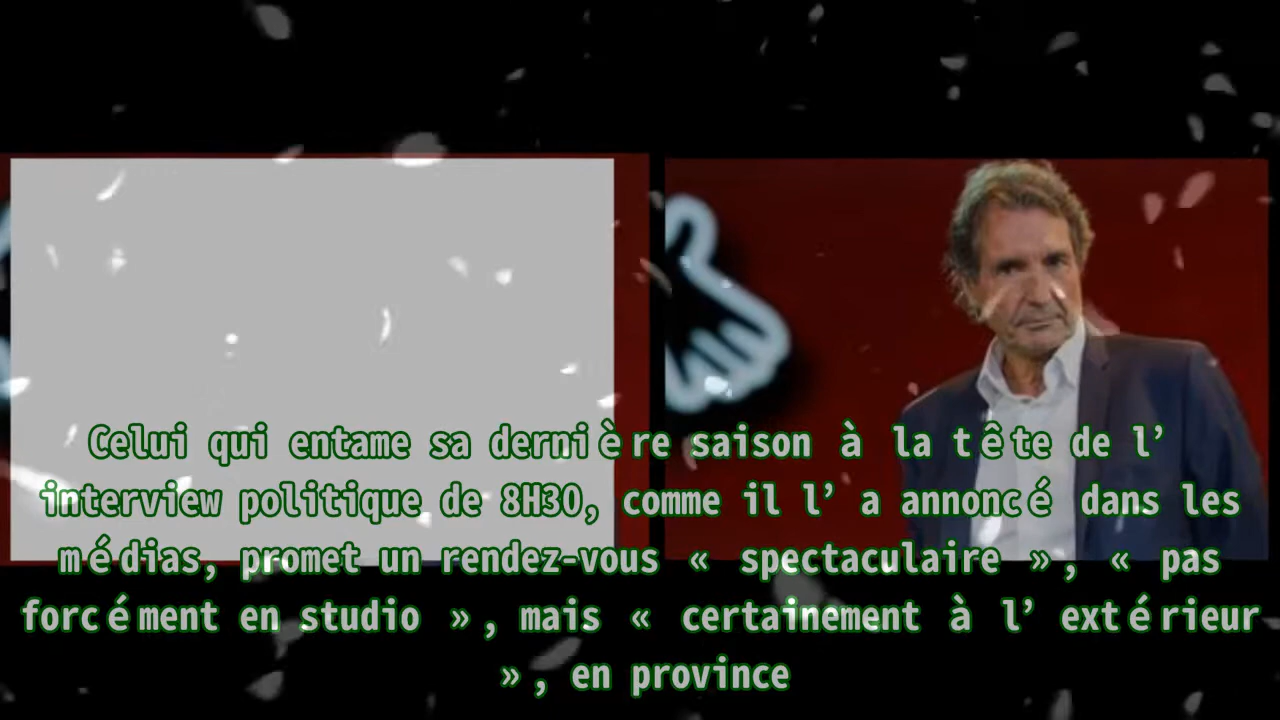 Celui qui entame sa dernière saison à la tête de l’
interview politique de 8H30, comme il l’ a annoncé dans les
médias, promet un rendez-vous « spectaculaire », « pas
forcément en studio », mais « certainement à l’ extérieur
», en province